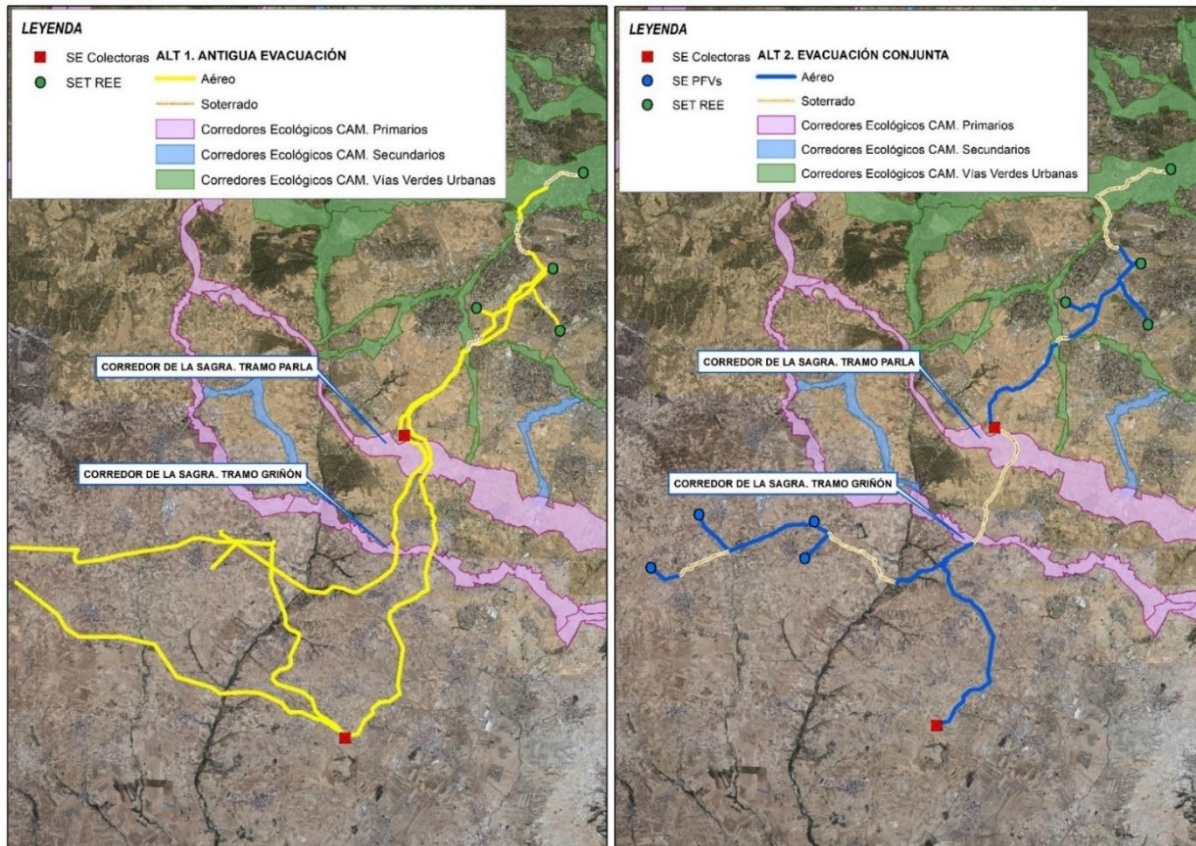 LEYENDA
SE Colectoras
SET REE
ALT 1. ANTIGUA EVACUACIÓN
Aéreo
Soterrado
Corredores Ecológicos CAM. Primarios
Corredores Ecológicos CAM. Secundarios
Corredores Ecológicos CAM. Vías Verdes Urbanas
CORREDOR DE LA SAGRA. TRAMO PARLA
CORREDOR DE LA SAGRA. TRAMO GRIÑÓN
LEYENDA
SE Colectoras
SE PFVs
SET REE
ALT 2. EVACUACIÓN CONJUNTA
Aéreo
Soterrado
Corredores Ecológicos CAM. Primarios
Corredores Ecológicos CAM. Secundarios
Corredores Ecológicos CAM. Vías Verdes Urbanas
CORREDOR DE LA SAGRA. TRAMO PARLA
CORREDOR DE LA SAGRA. TRAMO GRIÑÓN